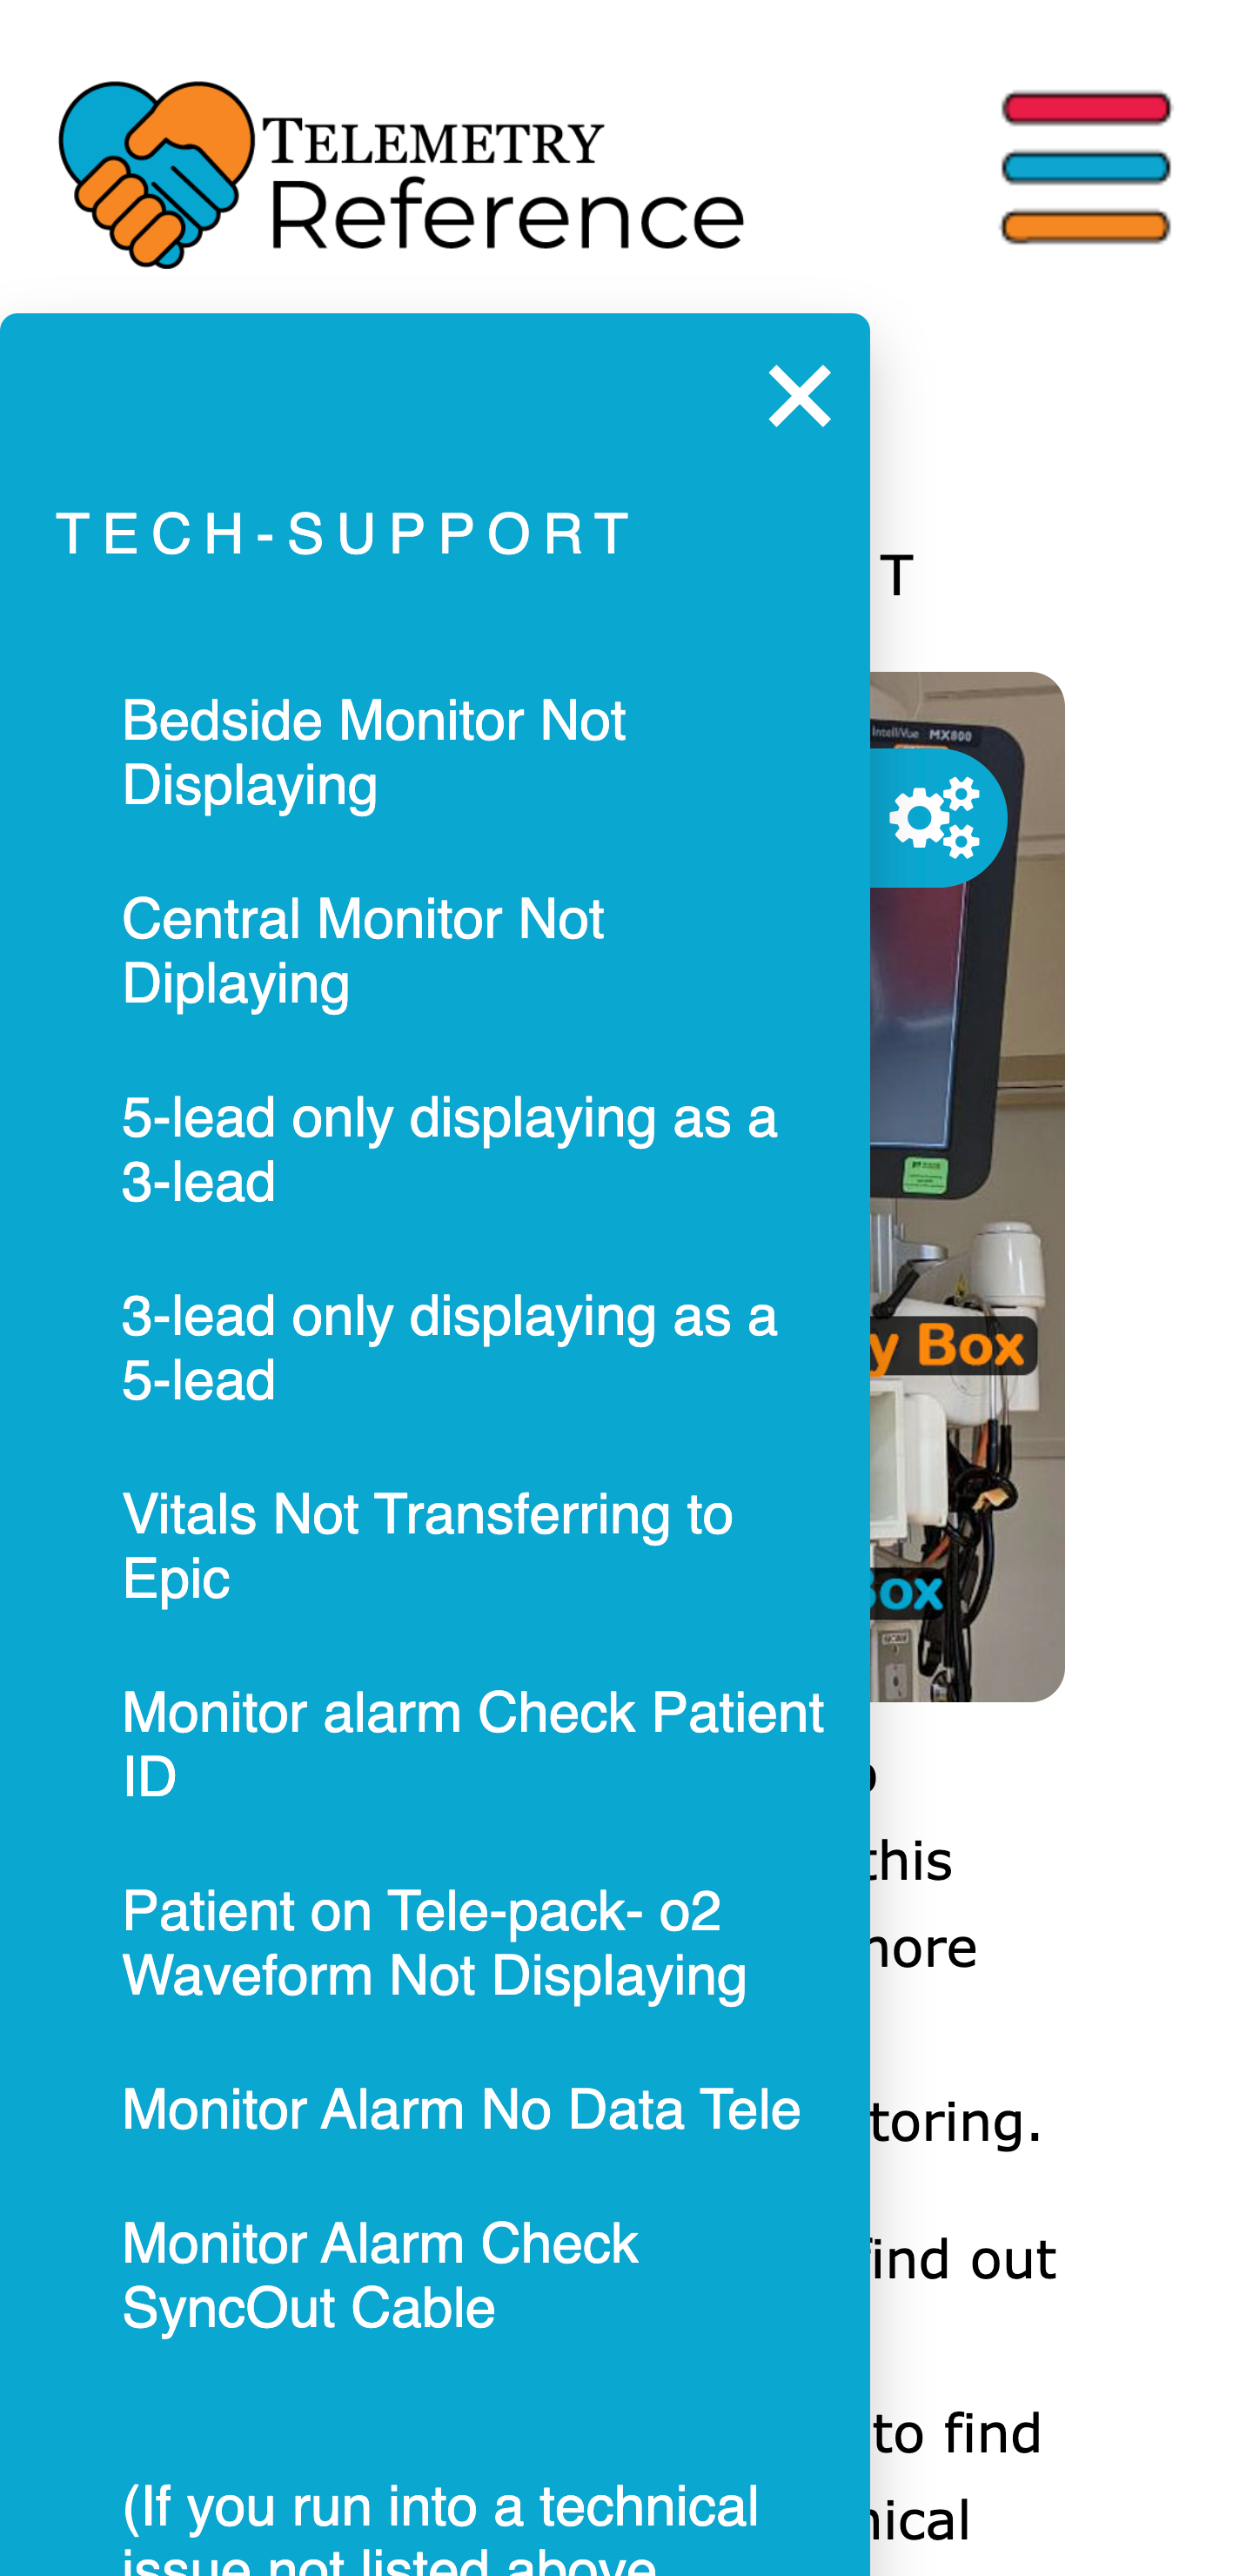 TELEMETRY
Reference
TECH-SUPPORT
T
Bedside Monitor Not
Displaying
IntelliVue MX800
Central Monitor Not
Diplaying
5-lead only displaying as a
3-lead
3-lead only displaying as a
5-lead
y Box
Vitals Not Transferring to
Epic
Box
Monitor alarm Check Patient
ID
this
Patient on Tele-pack- o2
Waveform Not Displaying
more
Monitor Alarm No Data Tele
toring.
Monitor Alarm Check
SyncOut Cable
find out
to find
(If you run into a technical
nical
issue not listed above